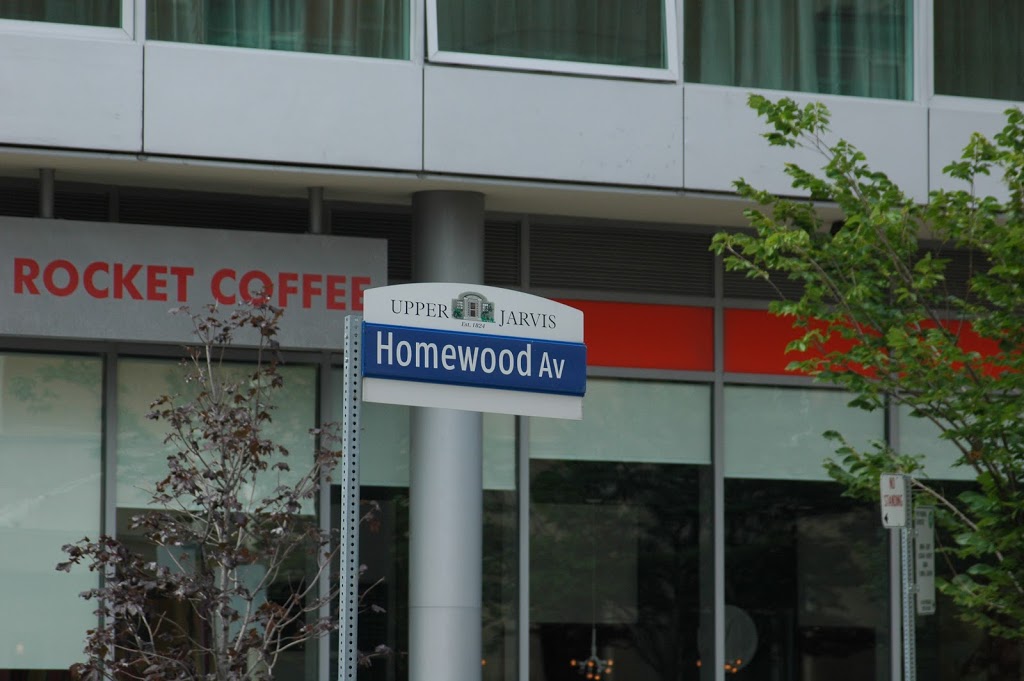 ROCKET COFFEE
UPPER JARVIS
Est. 1824
Homewood Av
NO
STANDING